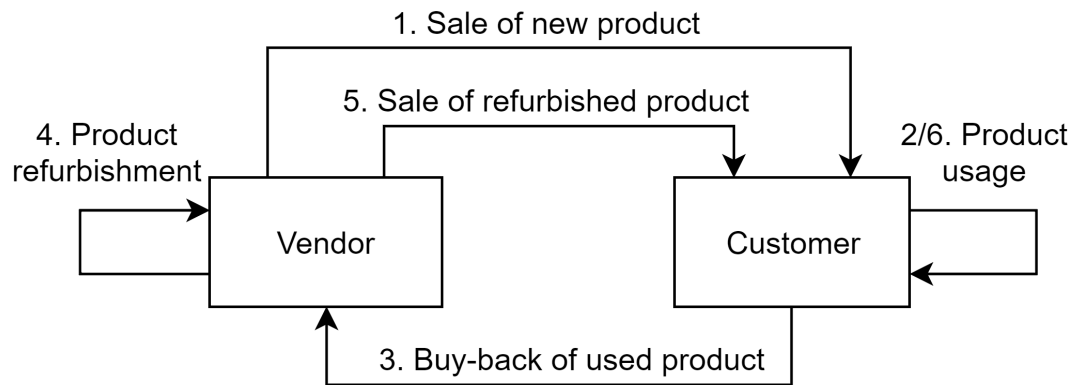 1. Sale of new product
5. Sale of refurbished product
4. Product
refurbishment
2/6. Product
usage
Vendor
Customer
3. Buy-back of used product